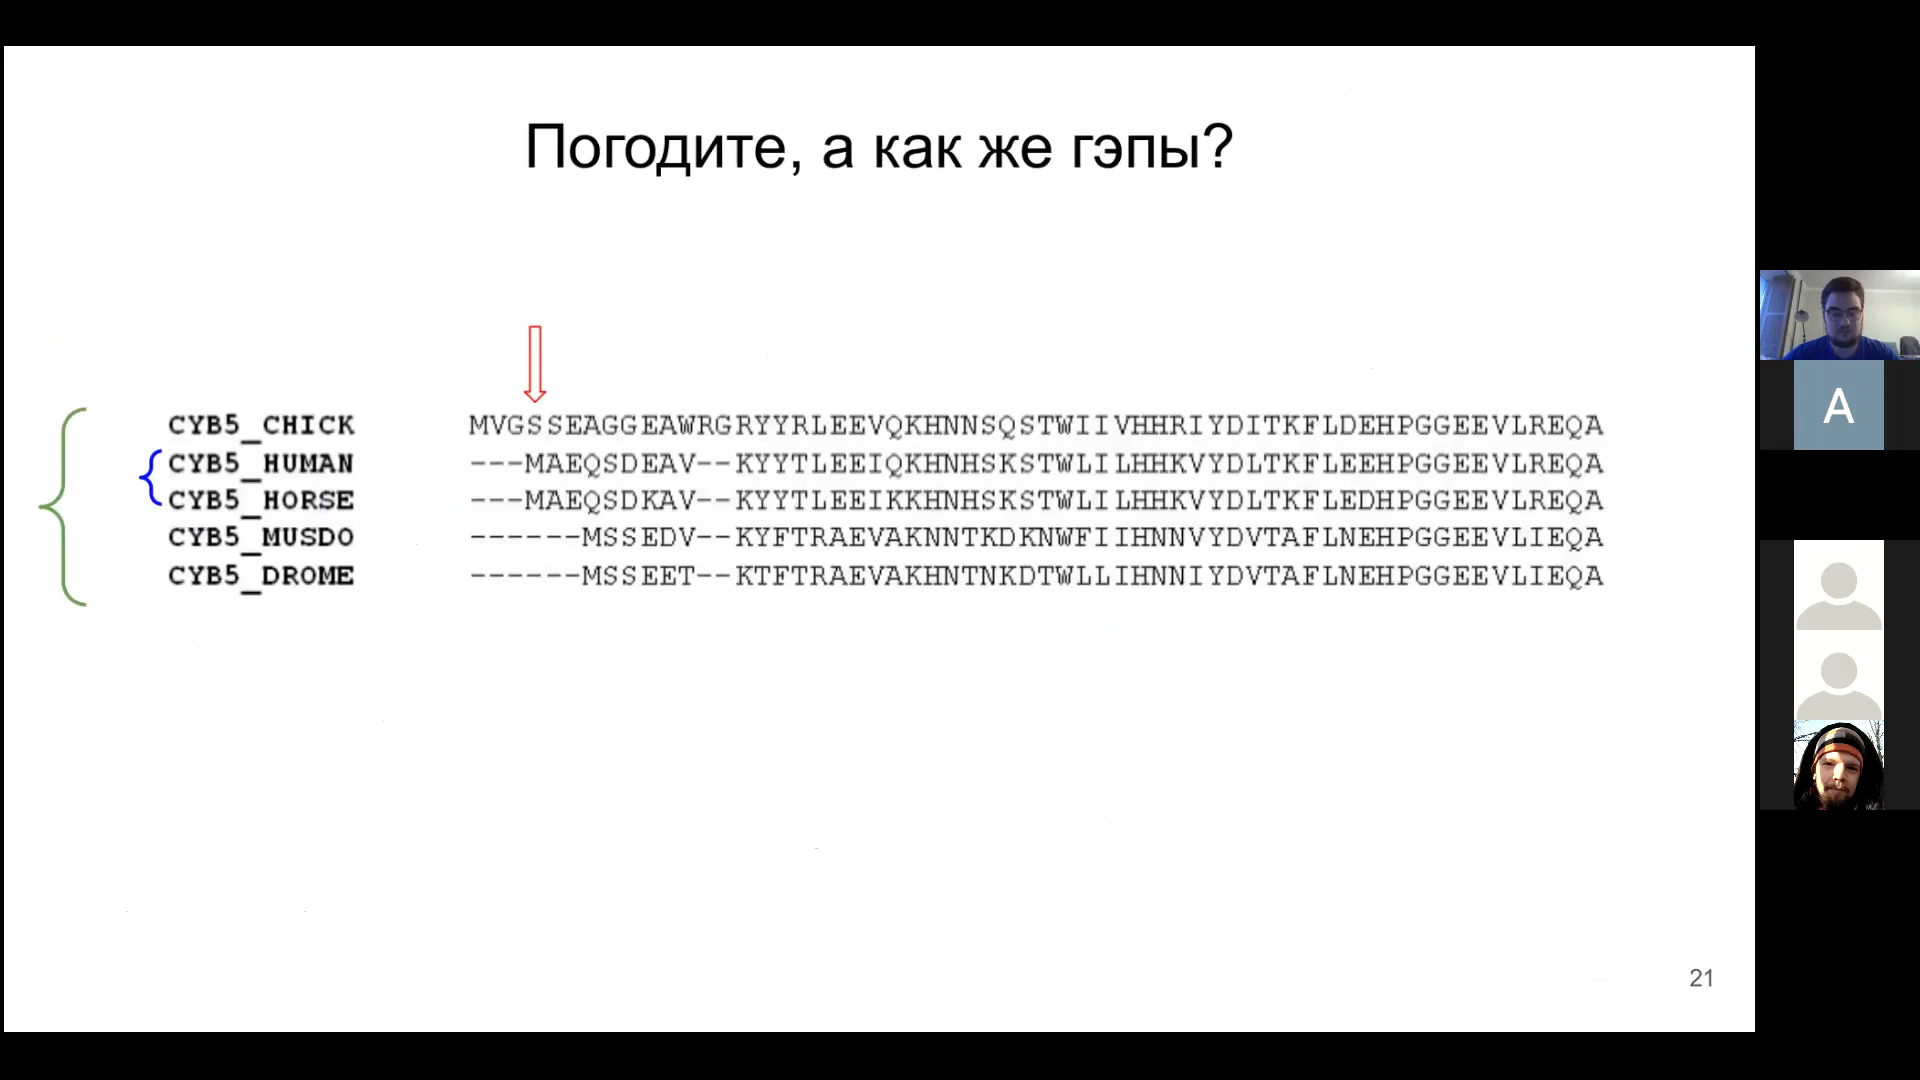 Погодите, а как же гэпы?
CYB5_CHICK MVGSSEAGGEAWRGRYYRLEEVQKHNNSQSTWIIVHHRIYDITKFLDEHPGGEEVLREQA
CYB5_HUMAN ---MAEQSDEAV--KYYTLEEIQKHNHSKSTWLILHHKVYDLTKFLEEHPGGEEVLREQA
CYB5_HORSE ---MAEQSDKAV--KYYTLEEIKKHNHSKSTWLILHHKVYDLTKFLEDHPGGEEVLREQA
CYB5_MUSDO ------MSSEDV--KYFTRAEVAKNNTKDKNWFIIHNNVYDVTAFLNEHPGGEEVLIEQA
CYB5_DROME ------MSSEET--KTFTRAEVAKHNTNKDTWLLIHNNIYDVTAFLNEHPGGEEVLIEQA
21
A